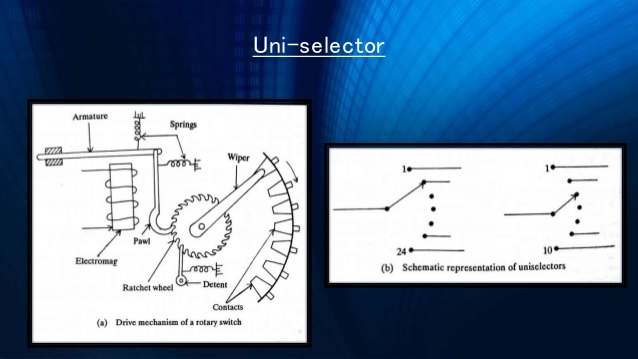 Uni-selector
Armature
Springs
Wiper
Pawl
Electromag
Ratchet wheel
Detent
Contacts
(a) Drive mechanism of a rotary switch
1
24
1
10
(b) Schematic representation of uniselectors